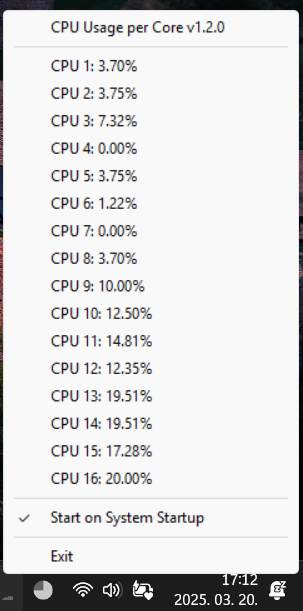 CPU Usage per Core v1.2.0
CPU 1: 3.70%
CPU 2: 3.75%
CPU 3: 7.32%
CPU 4: 0.00%
CPU 5: 3.75%
CPU 6: 1.22%
CPU 7: 0.00%
CPU 8: 3.70%
CPU 9: 10.00%
CPU 10: 12.50%
CPU 11: 14.81%
CPU 12: 12.35%
CPU 13: 19.51%
CPU 14: 19.51%
CPU 15: 17.28%
CPU 16: 20.00%
Start on System Startup
Exit
17:12
2025. 03. 20.